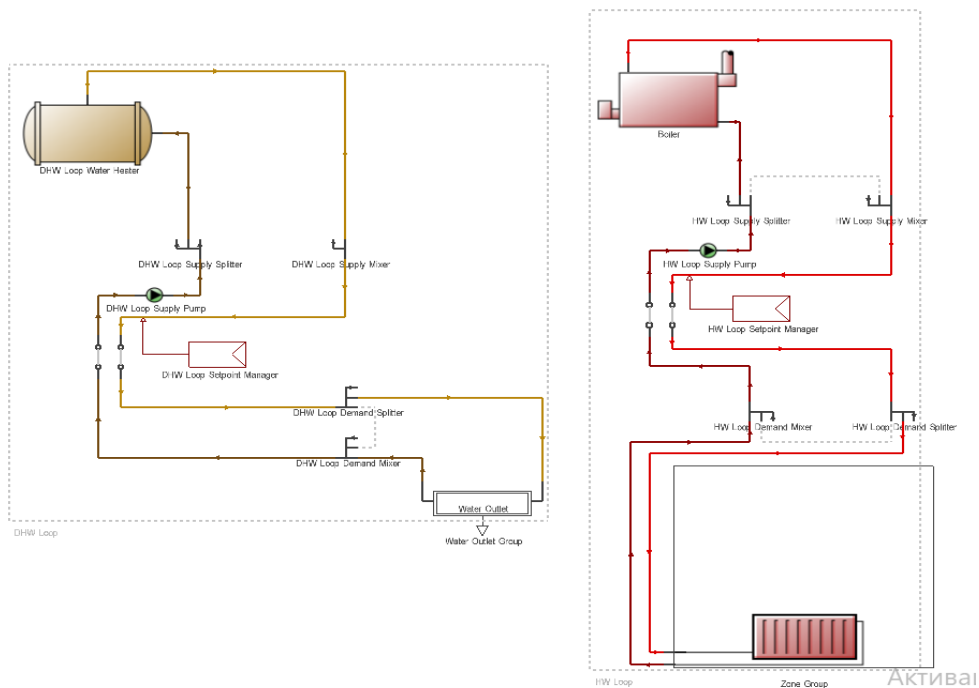 DHW Loop Water Heater
DHW Loop Supply Splitter
DHW Loop Supply Mixer
DHW Loop Supply Pump
DHW Loop Setpoint Manager
DHW Loop Demand Splitter
DHW Loop Demand Mixer
Water Outlet
Water Outlet Group
DHW Loop
Boiler
HW Loop Supply Splitter
HW Loop Supply Mixer
HW Loop Supply Pump
HW Loop Setpoint Manager
HW Loop Demand Mixer
HW Loop Demand Splitter
Zone Group
HW Loop
Актива